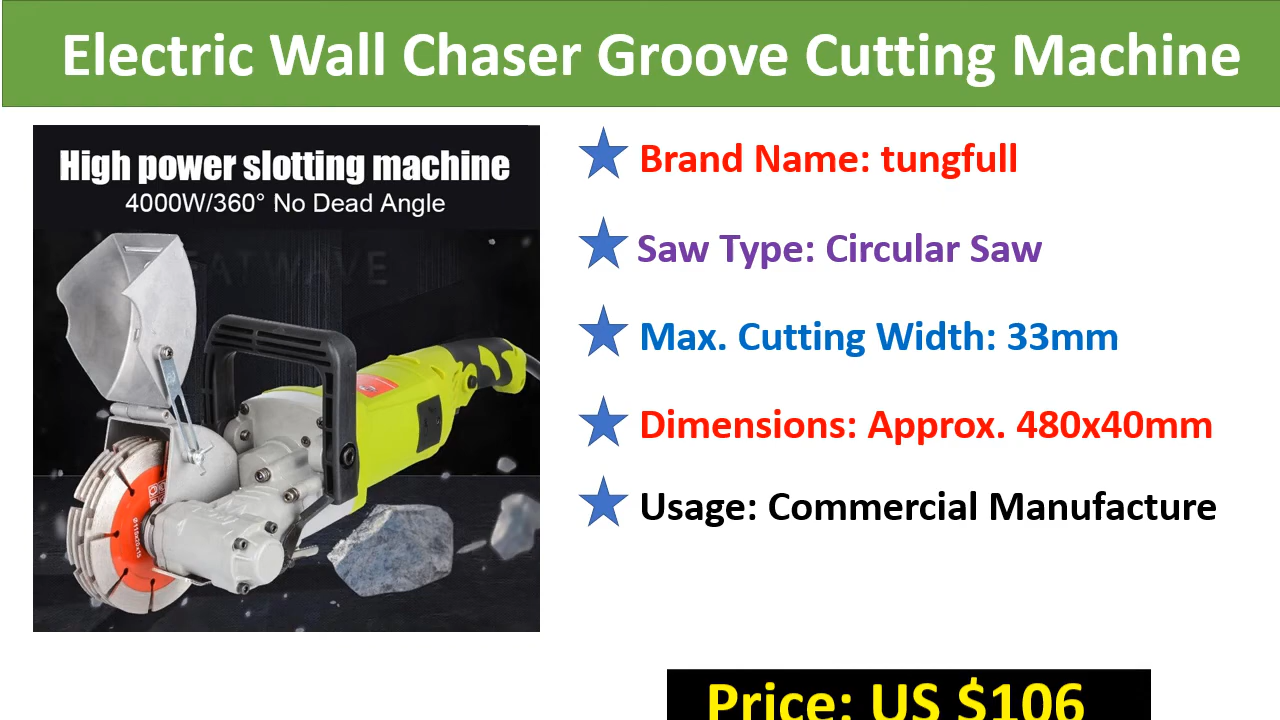 Electric Wall Chaser Groove Cutting Machine
High power slotting machine
4000W/360° No Dead Angle
Brand Name: tungfull
Saw Type: Circular Saw
Max. Cutting Width: 33mm
Dimensions: Approx. 480x40mm
Usage: Commercial Manufacture
Price: US $106